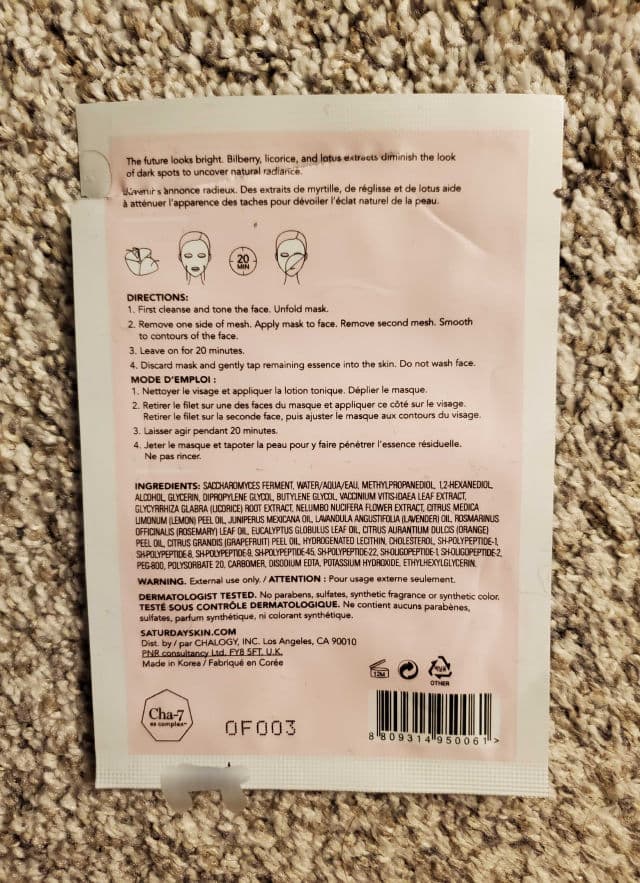 The future looks bright. Bilberry, licorice, and lotus extracts diminish the look
of dark spots to uncover natural radiance.
L'avenir s'annonce radieux. Des extraits de myrtille, de réglisse et de lotus aide
à atténuer l'apparence des taches pour dévoiler l'éclat naturel de la peau.
20
MIN
DIRECTIONS:
1. First cleanse and tone the face. Unfold mask.
2. Remove one side of mesh. Apply mask to face. Remove second mesh. Smooth
to contours of the face.
3. Leave on for 20 minutes.
4. Discard mask and gently tap remaining essence into the skin. Do not wash face.
MODE D'EMPLOI :
1. Nettoyer le visage et appliquer la lotion tonique. Déplier le masque.
2. Retirer le filet sur une des faces du masque et appliquer ce côté sur le visage.
Retirer le filet sur la seconde face, puis ajuster le masque aux contours du visage.
3. Laisser agir pendant 20 minutes.
4. Jeter le masque et tapoter la peau pour y faire pénétrer l'essence résiduelle.
Ne pas rincer.
INGREDIENTS: SACCHAROMYCES FERMENT, WATER/AQUA/EAU, METHYLPROPANEDIOL, 1,2-HEXANEDIOL,
ALCOHOL, GLYCERIN, DIPROPYLENE GLYCOL, BUTYLENE GLYCOL, VACCINIUM VITIS-IDAEA LEAF EXTRACT,
GLYCYRRHIZA GLABRA (LICORICE) ROOT EXTRACT, NELUMBO NUCIFERA FLOWER EXTRACT, CITRUS MEDICA
LIMONUM (LEMON) PEEL OIL, JUNIPERUS MEXICANA OIL, LAVANDULA ANGUSTIFOLIA (LAVENDER) OIL, ROSMARINUS
OFFICINALIS (ROSEMARY) LEAF OIL, EUCALYPTUS GLOBULUS LEAF OIL, CITRUS AURANTIUM DULCIS (ORANGE)
PEEL OIL, CITRUS GRANDIS (GRAPEFRUIT) PEEL OIL, HYDROGENATED LECITHIN, CHOLESTEROL, SH-POLYPEPTIDE-1,
SH-POLYPEPTIDE-8, SH-POLYPEPTIDE-9, SH-POLYPEPTIDE-45, SH-POLYPEPTIDE-22, SH-OLIGOPEPTIDE-1, SH-OLIGOPEPTIDE-2,
PEG-800, POLYSORBATE 20, CARBOMER, DISODIUM EDTA, POTASSIUM HYDROXIDE, ETHYLHEXYLGLYCERIN.
WARNING. External use only. / ATTENTION : Pour usage externe seulement.
DERMATOLOGIST TESTED. No parabens, sulfates, synthetic fragrance or synthetic color.
TESTÉ SOUS CONTRÔLE DERMATOLOGIQUE. Ne contient aucuns parabènes,
sulfates, parfum synthétique, ni colorant synthétique.
SATURDAYSKIN.COM
Dist. by / par CHALOGY, INC. Los Angeles, CA 90010
PNR consultancy Ltd. FY8 5FT. U.K.
Made in Korea / Fabriqué en Corée
12M
OTHER
Cha-7
es complex™
0F003
8 809314 950061 >